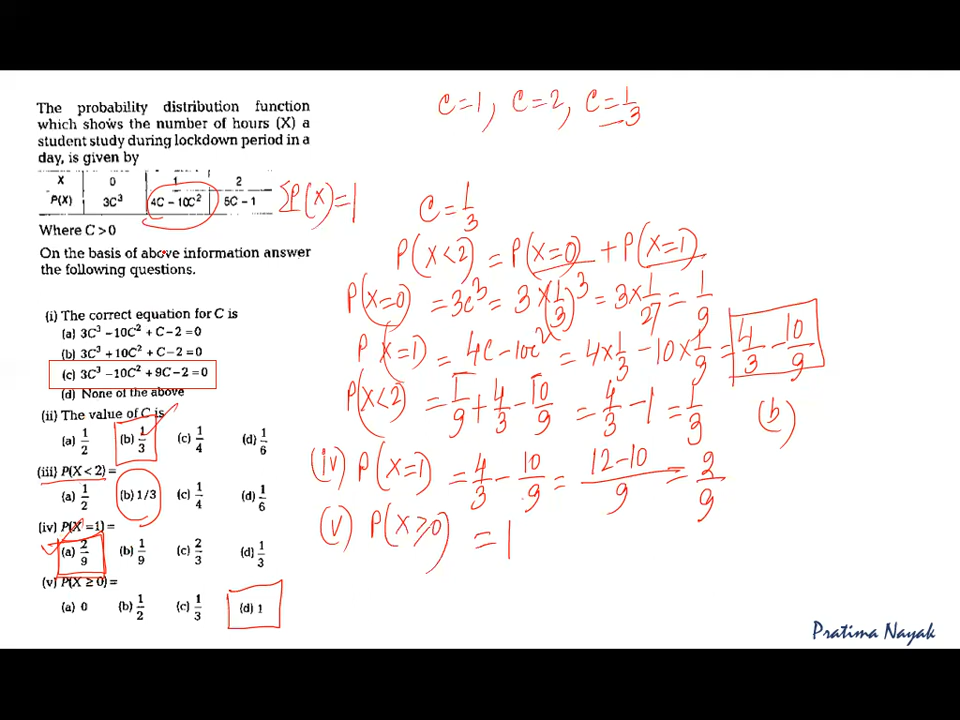 The probability distribution function
which shows the number of hours (X) a
student study during lockdown period in a
day, is given by
X 0 1 2
P(X) 3C³ 4C – 10C² 5C – 1
ΣP(X)=1
Where C > 0
On the basis of above information answer
the following questions.
(i) The correct equation for C is
(a) 3C³ – 10C² + C – 2 = 0
(b) 3C³ + 10C² + C – 2 = 0
(c) 3C³ – 10C² + 9C – 2 = 0
(d) None of the above
(ii) The value of C is
(a) 1/2 (b) 1/3 (c) 1/4 (d) 1/6
(iii) P(X < 2) =
(a) 1/2 (b) 1/3 (c) 1/4 (d) 1/6
(iv) P(X =1) =
(a) 2/9 (b) 1/9 (c) 2/3 (d) 1/3
(v) P(X ≥ 0) =
(a) 0 (b) 1/2 (c) 1/3 (d) 1
C=1, C=2, C=1/3
C=1/3
P(X<2) = P(X=0) + P(X=1)
P(X=0) = 3C³ = 3×(1/3)³ = 3×1/27 = 1/9
P(X=1) = 4C–10C² = 4×1/3 – 10×1/9 = 4/3 – 10/9
P(X<2) = 1/9 + 4/3 – 10/9 = 4/3 – 1 = 1/3 (b)
(iv) P(X=1) = 4/3 – 10/9 = 12–10/9 = 2/9
(v) P(X≥0) = 1
Pratima Nayak